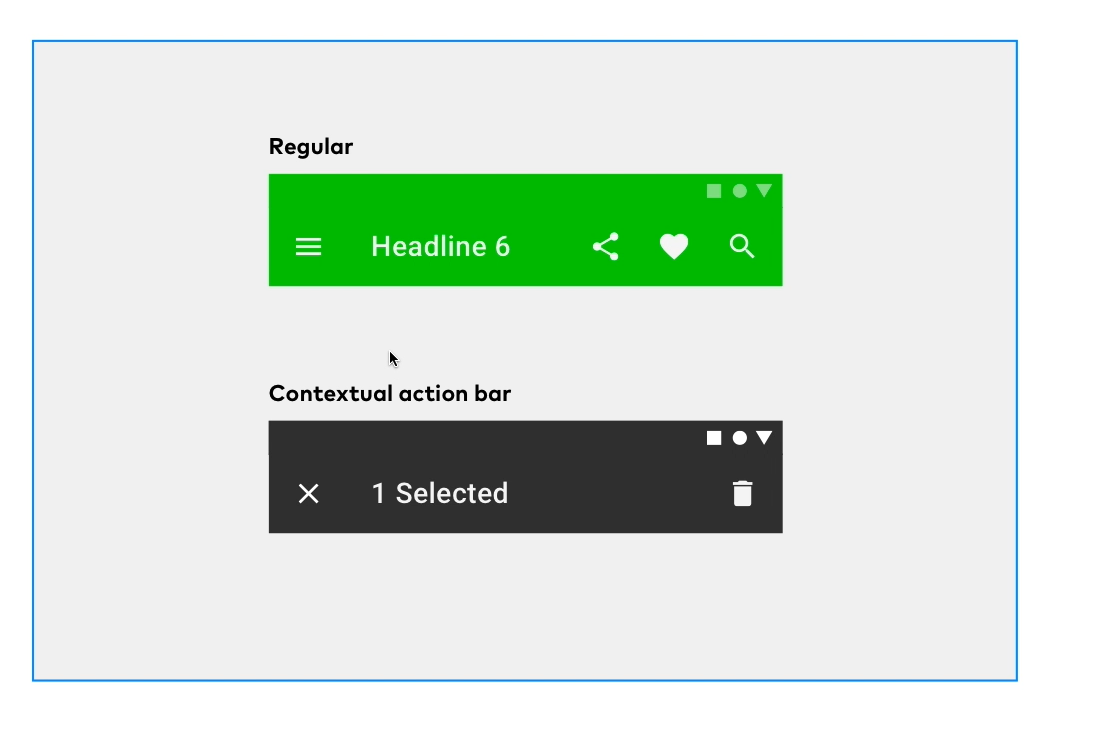 Regular
Headline 6
Contextual action bar
1 Selected